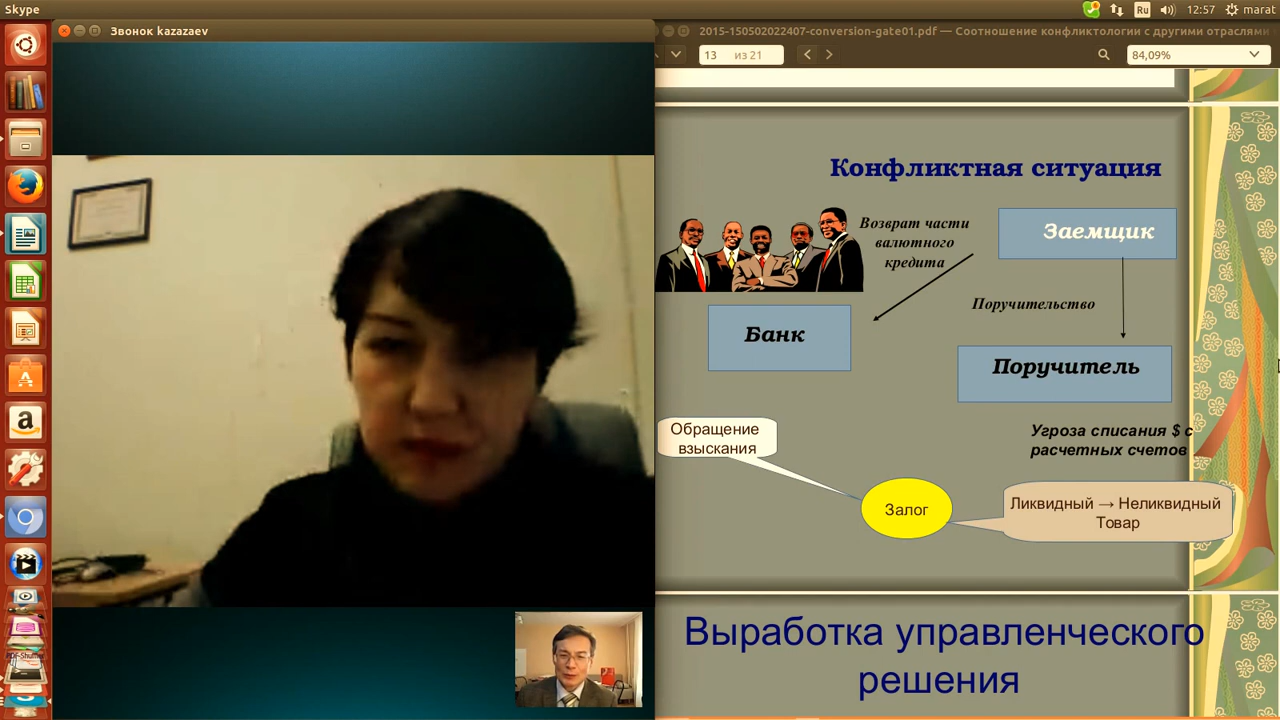 Skype
Ru
12:57
marat
Звонок kazazaev
2015-150502022407-conversion-gate01.pdf — Соотношение конфликтологии с другими отраслями
13 из 21
84,09%
Конфликтная ситуация
Возврат части
валютного
кредита
Заемщик
Поручительство
Банк
Поручитель
Обращение
взыскания
Угроза списания $ с
расчетных счетов
Залог
Ликвидный → Неликвидный
Товар
Выработка управленческого
решения